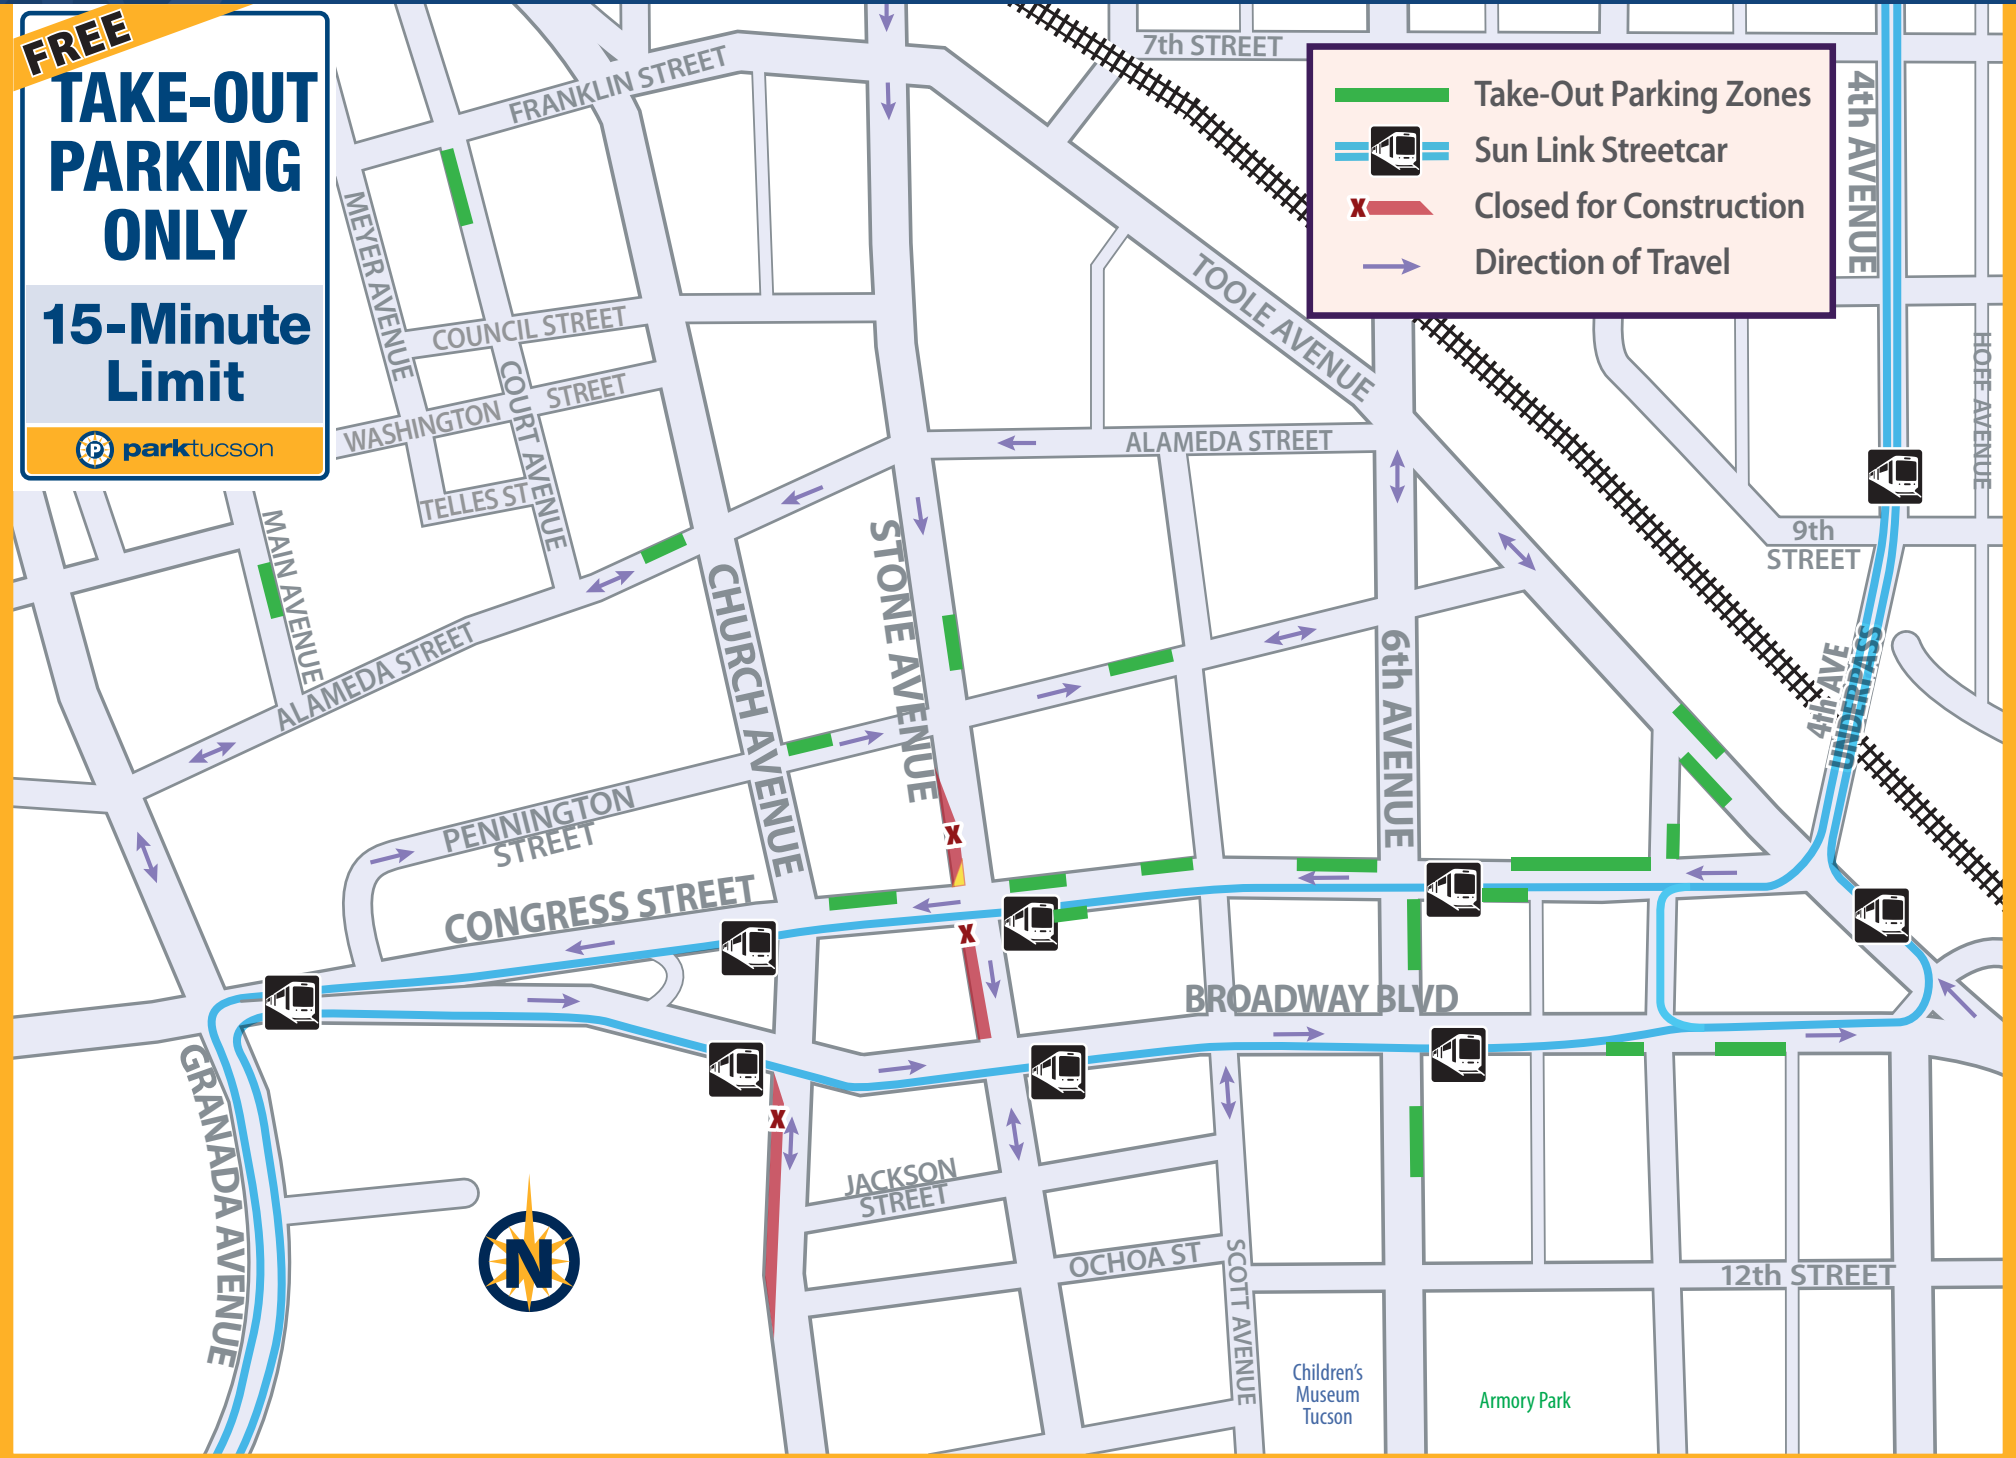 FREE
TAKE-OUT
PARKING
ONLY
15-Minute
Limit
P parktucson
Take-Out Parking Zones
Sun Link Streetcar
X Closed for Construction
Direction of Travel
7th STREET
FRANKLIN STREET
4th AVENUE
MEYER AVENUE
COUNCIL STREET
COURT AVENUE
WASHINGTON STREET
TELLES ST
TOOLE AVENUE
HOFF AVENUE
ALAMEDA STREET
9th
STREET
MAIN AVENUE
ALAMEDA STREET
CHURCH AVENUE
STONE AVENUE
6th AVENUE
4th AVE
UNDERPASS
PENNINGTON
STREET
X
CONGRESS STREET
X
BROADWAY BLVD
GRANADA AVENUE
X
JACKSON
STREET
N
OCHOA ST
SCOTT AVENUE
12th STREET
Children's
Museum
Tucson
Armory Park